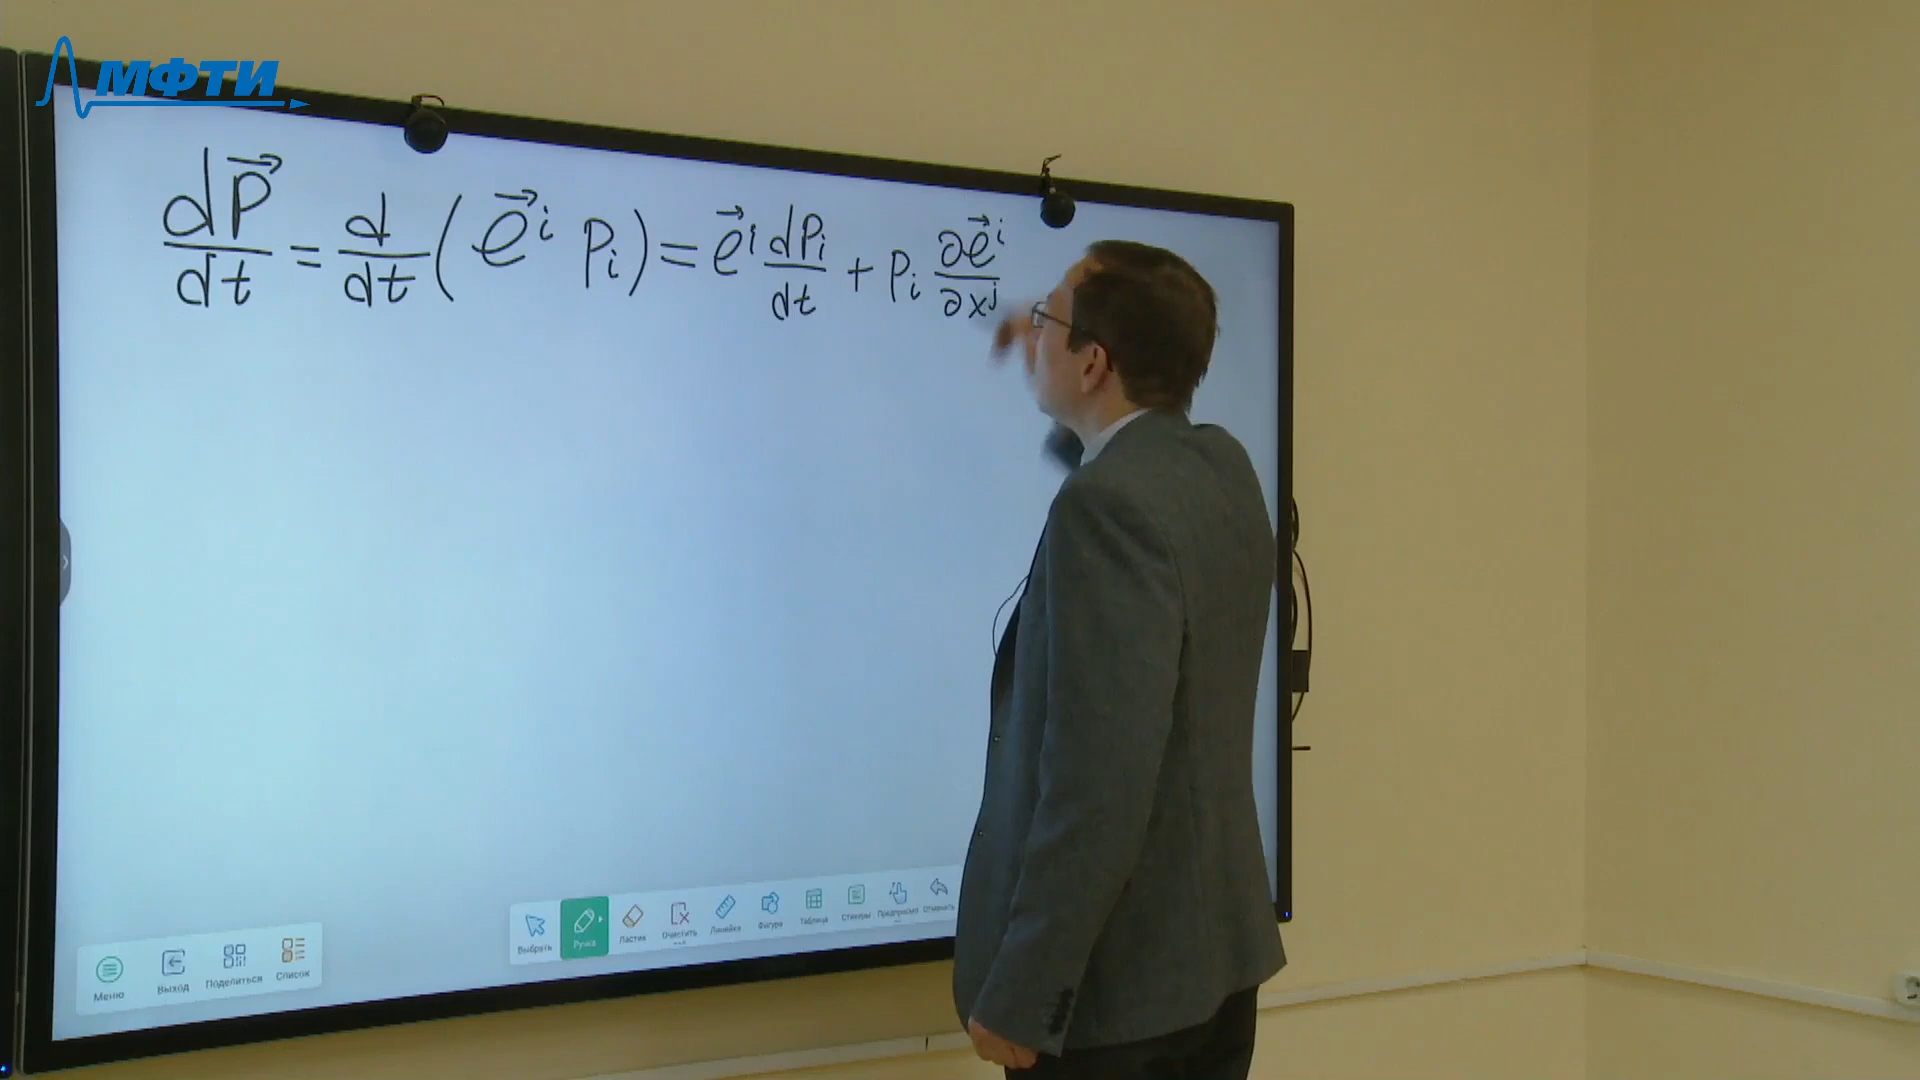 МФТИ
dP⃗/dt = d/dt ( e⃗ⁱ pᵢ ) = e⃗ⁱ dpᵢ/dt + pᵢ ∂e⃗ⁱ/∂xʲ
Выбрать Ручка Ластик Очистить Линейка Фигура Таблица Стикеры Отменить
Меню Выход Поделиться Список